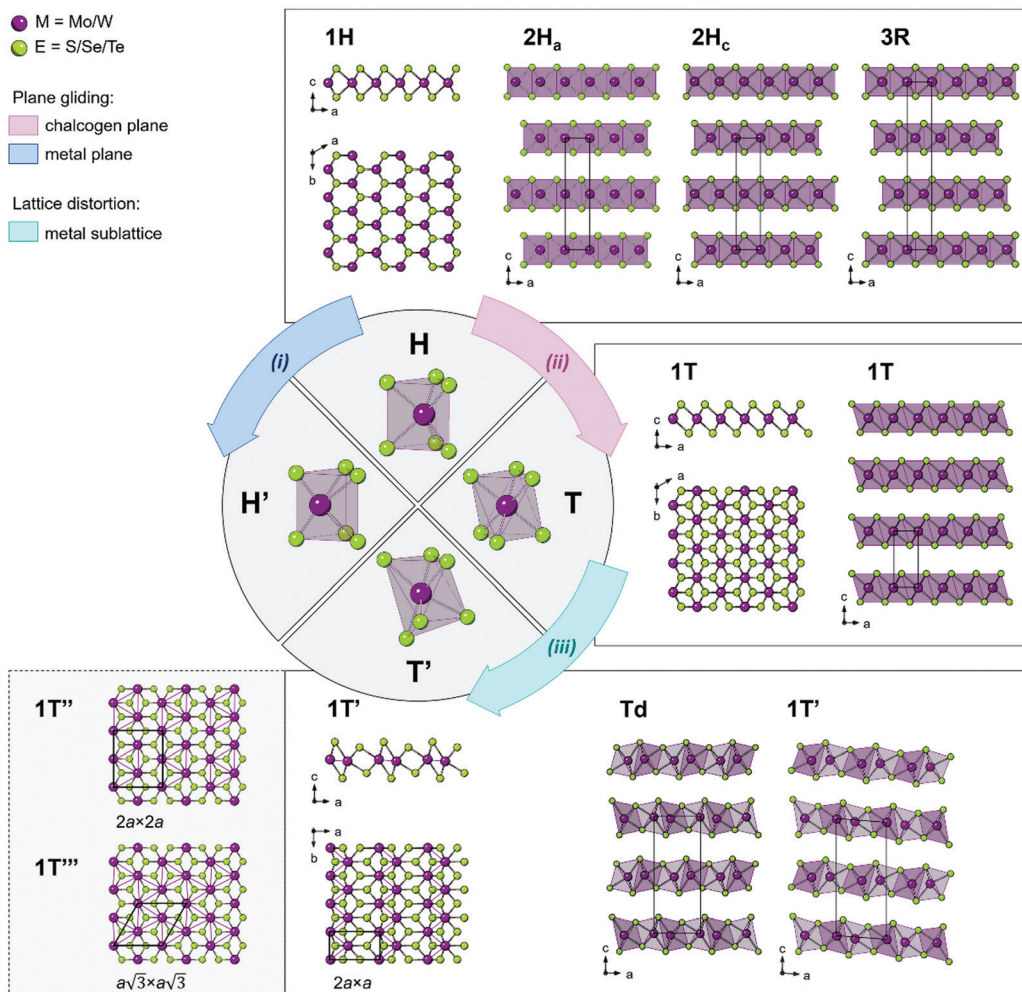 M = Mo/W
E = S/Se/Te
Plane gliding:
chalcogen plane
metal plane
Lattice distortion:
metal sublattice
1H
2Ha
2Hc
3R
c
a
a
b
c
a
c
a
c
a
(i)
(ii)
H
H'
T
T'
(iii)
1T
1T
c
a
a
b
c
a
1T''
2a×2a
1T'''
a√3×a√3
1T'
Td
1T'
c
a
a
b
2a×a
c
a
c
a